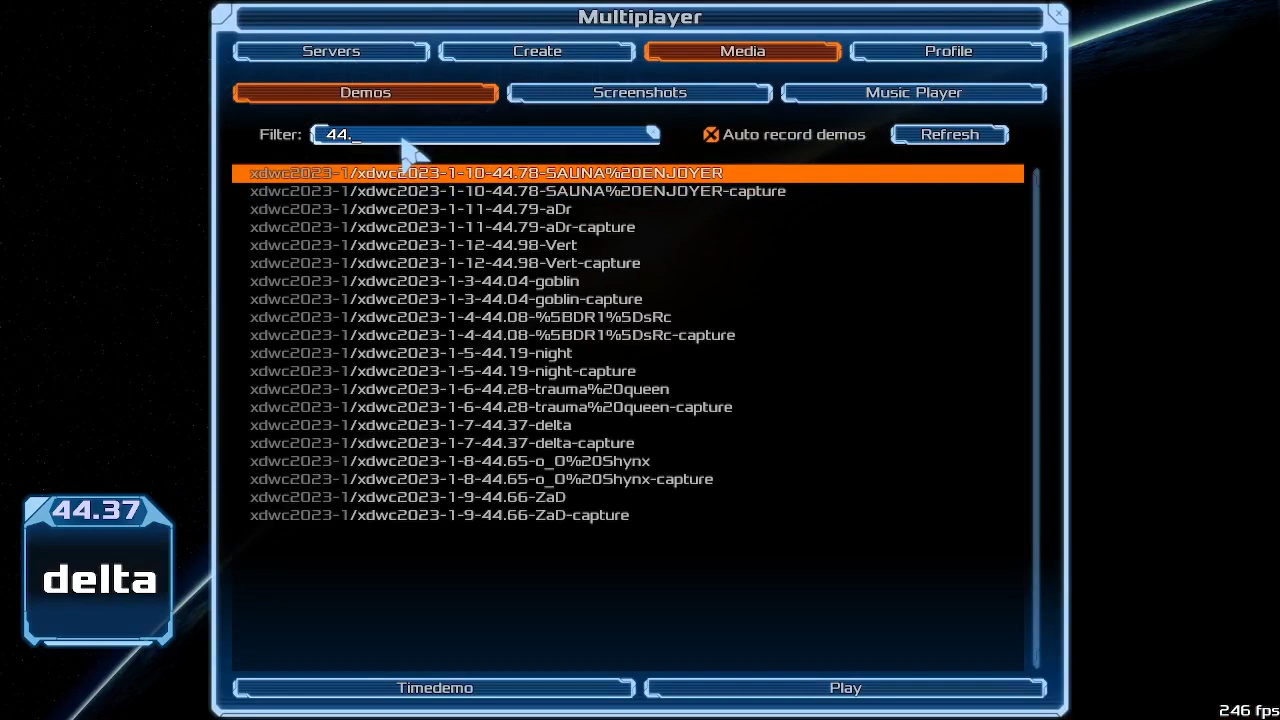 Multiplayer
Servers Create Media Profile
Demos Screenshots Music Player
Filter: 44._ Auto record demos Refresh
xdwc2023-1/xdwc2023-1-10-44.78-SAUNA%20ENJOYER
xdwc2023-1/xdwc2023-1-10-44.78-SAUNA%20ENJOYER-capture
xdwc2023-1/xdwc2023-1-11-44.79-aDr
xdwc2023-1/xdwc2023-1-11-44.79-aDr-capture
xdwc2023-1/xdwc2023-1-12-44.98-Vert
xdwc2023-1/xdwc2023-1-12-44.98-Vert-capture
xdwc2023-1/xdwc2023-1-3-44.04-goblin
xdwc2023-1/xdwc2023-1-3-44.04-goblin-capture
xdwc2023-1/xdwc2023-1-4-44.08-%5BDR1%5DsRc
xdwc2023-1/xdwc2023-1-4-44.08-%5BDR1%5DsRc-capture
xdwc2023-1/xdwc2023-1-5-44.19-night
xdwc2023-1/xdwc2023-1-5-44.19-night-capture
xdwc2023-1/xdwc2023-1-6-44.28-trauma%20queen
xdwc2023-1/xdwc2023-1-6-44.28-trauma%20queen-capture
xdwc2023-1/xdwc2023-1-7-44.37-delta
xdwc2023-1/xdwc2023-1-7-44.37-delta-capture
xdwc2023-1/xdwc2023-1-8-44.65-o_O%20Shynx
xdwc2023-1/xdwc2023-1-8-44.65-o_O%20Shynx-capture
xdwc2023-1/xdwc2023-1-9-44.66-ZaD
xdwc2023-1/xdwc2023-1-9-44.66-ZaD-capture
44.37
delta
Timedemo Play
246 fps